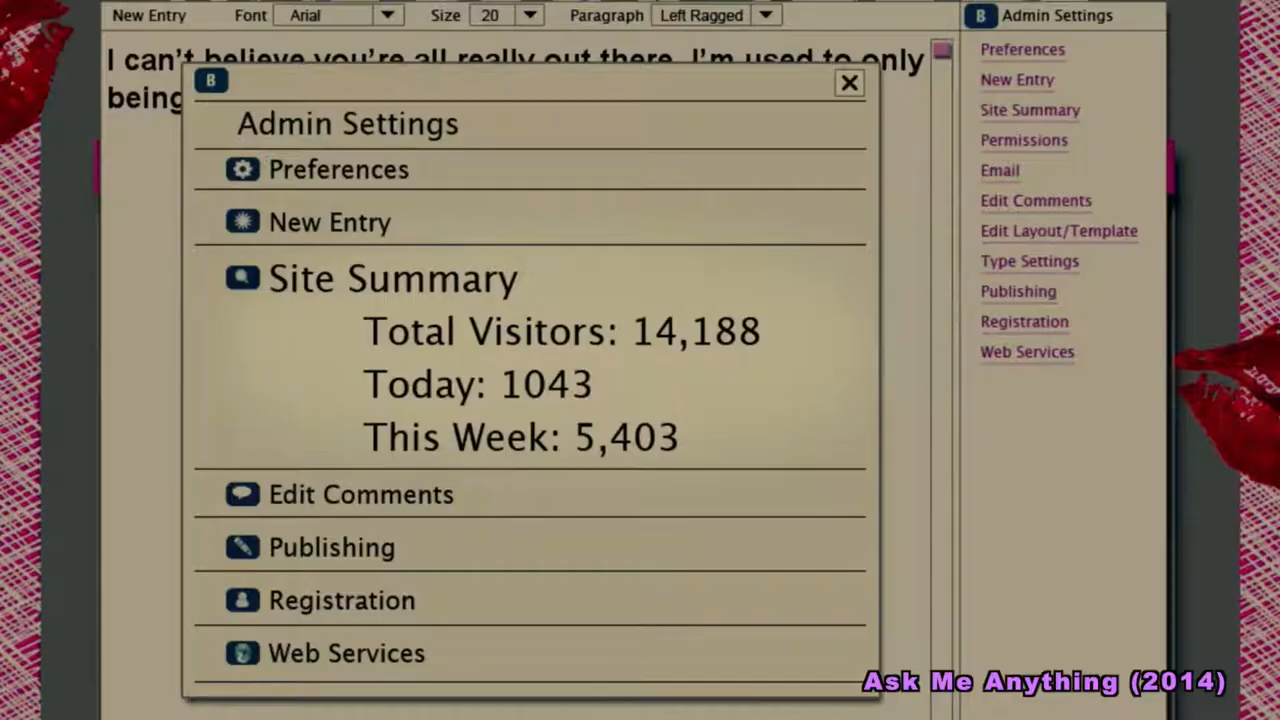 New Entry Font Arial Size 20 Paragraph Left Ragged
I can't believe you're all really out there. I'm used to only
being
B
Admin Settings
Preferences
New Entry
Site Summary
Total Visitors: 14,188
Today: 1043
This Week: 5,403
Edit Comments
Publishing
Registration
Web Services
B Admin Settings
Preferences
New Entry
Site Summary
Permissions
Email
Edit Comments
Edit Layout/Template
Type Settings
Publishing
Registration
Web Services
Ask Me Anything (2014)